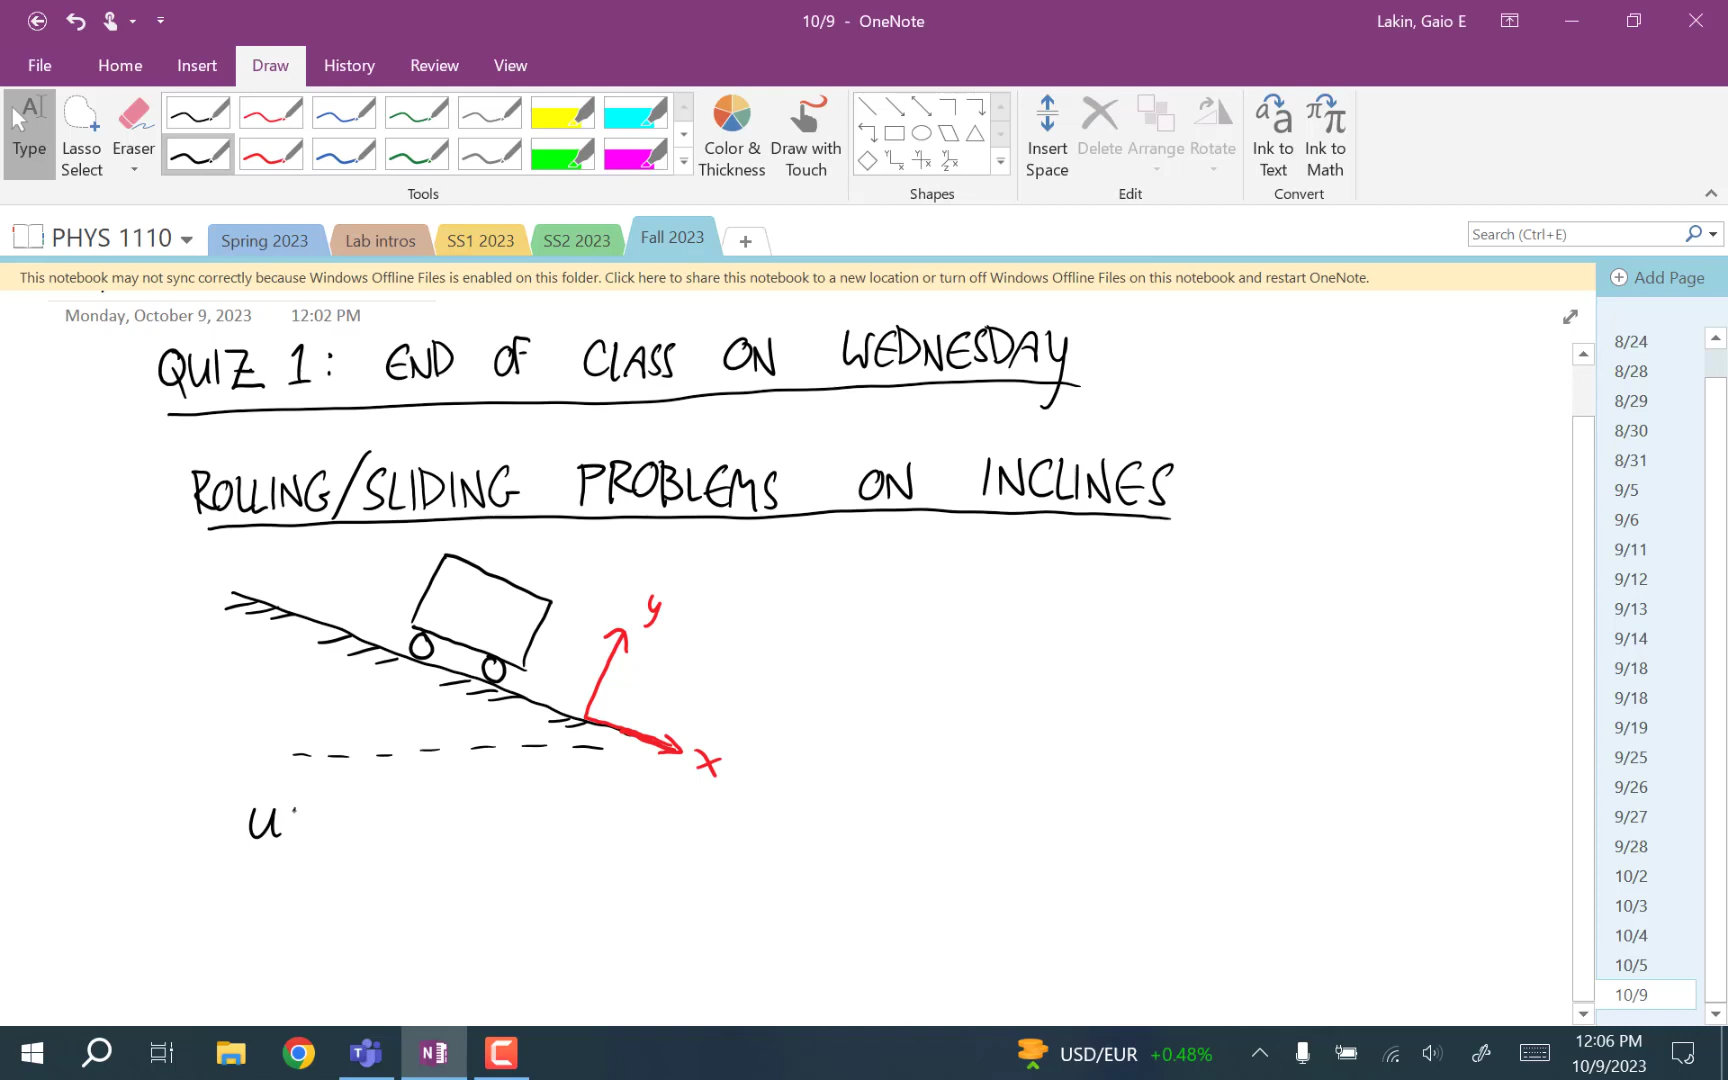 10/9 - OneNote
Lakin, Gaio E
File Home Insert Draw History Review View
Type
Lasso Select
Eraser
Color & Thickness
Draw with Touch
Insert Space
Delete
Arrange
Rotate
Ink to Text
Ink to Math
Tools
Shapes
Edit
Convert
PHYS 1110
Spring 2023
Lab intros
SS1 2023
SS2 2023
Fall 2023
Search (Ctrl+E)
This notebook may not sync correctly because Windows Offline Files is enabled on this folder. Click here to share this notebook to a new location or turn off Windows Offline Files on this notebook and restart OneNote.
Add Page
Monday, October 9, 2023 12:02 PM
QUIZ 1: END OF CLASS ON WEDNESDAY
ROLLING/SLIDING PROBLEMS ON INCLINES
y
x
U
8/24
8/28
8/29
8/30
8/31
9/5
9/6
9/11
9/12
9/13
9/14
9/18
9/18
9/19
9/25
9/26
9/27
9/28
10/2
10/3
10/4
10/5
10/9
USD/EUR +0.48%
12:06 PM
10/9/2023